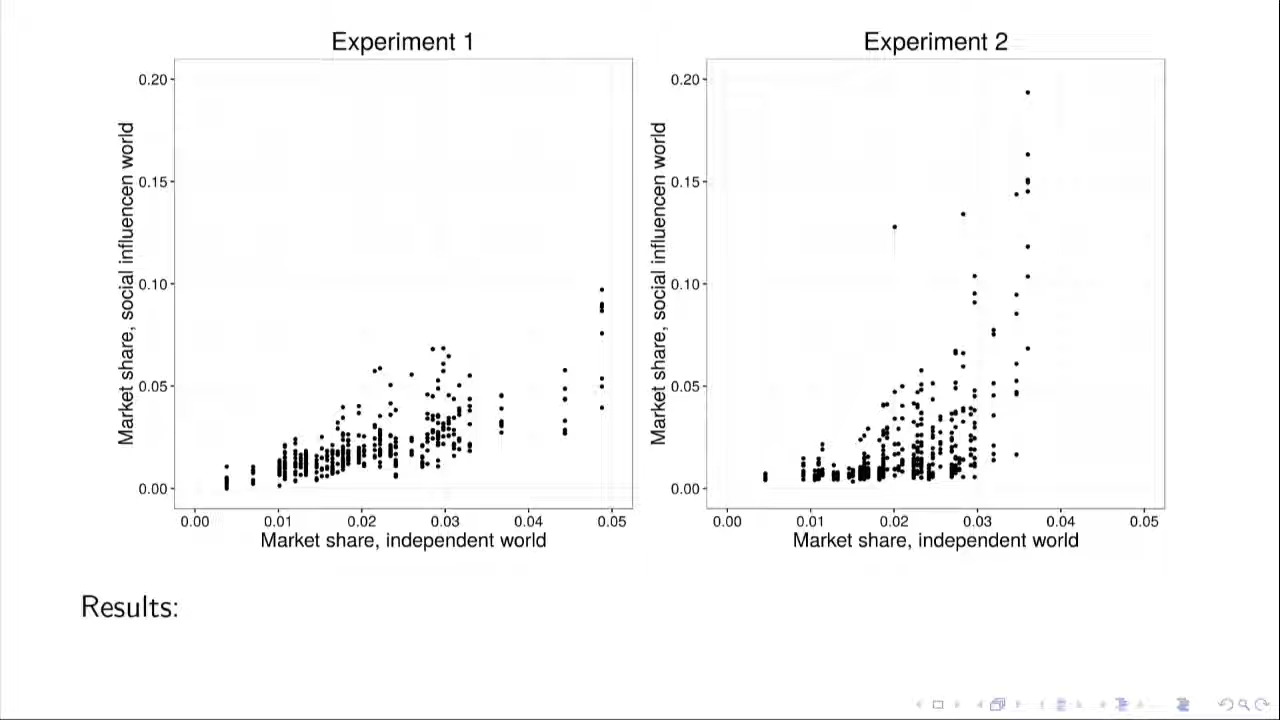 Experiment 1
0.20
0.15
0.10
0.05
0.00
Market share, social influencen world
0.00 0.01 0.02 0.03 0.04 0.05
Market share, independent world
Experiment 2
0.20
0.15
0.10
0.05
0.00
Market share, social influencen world
0.00 0.01 0.02 0.03 0.04 0.05
Market share, independent world
Results: